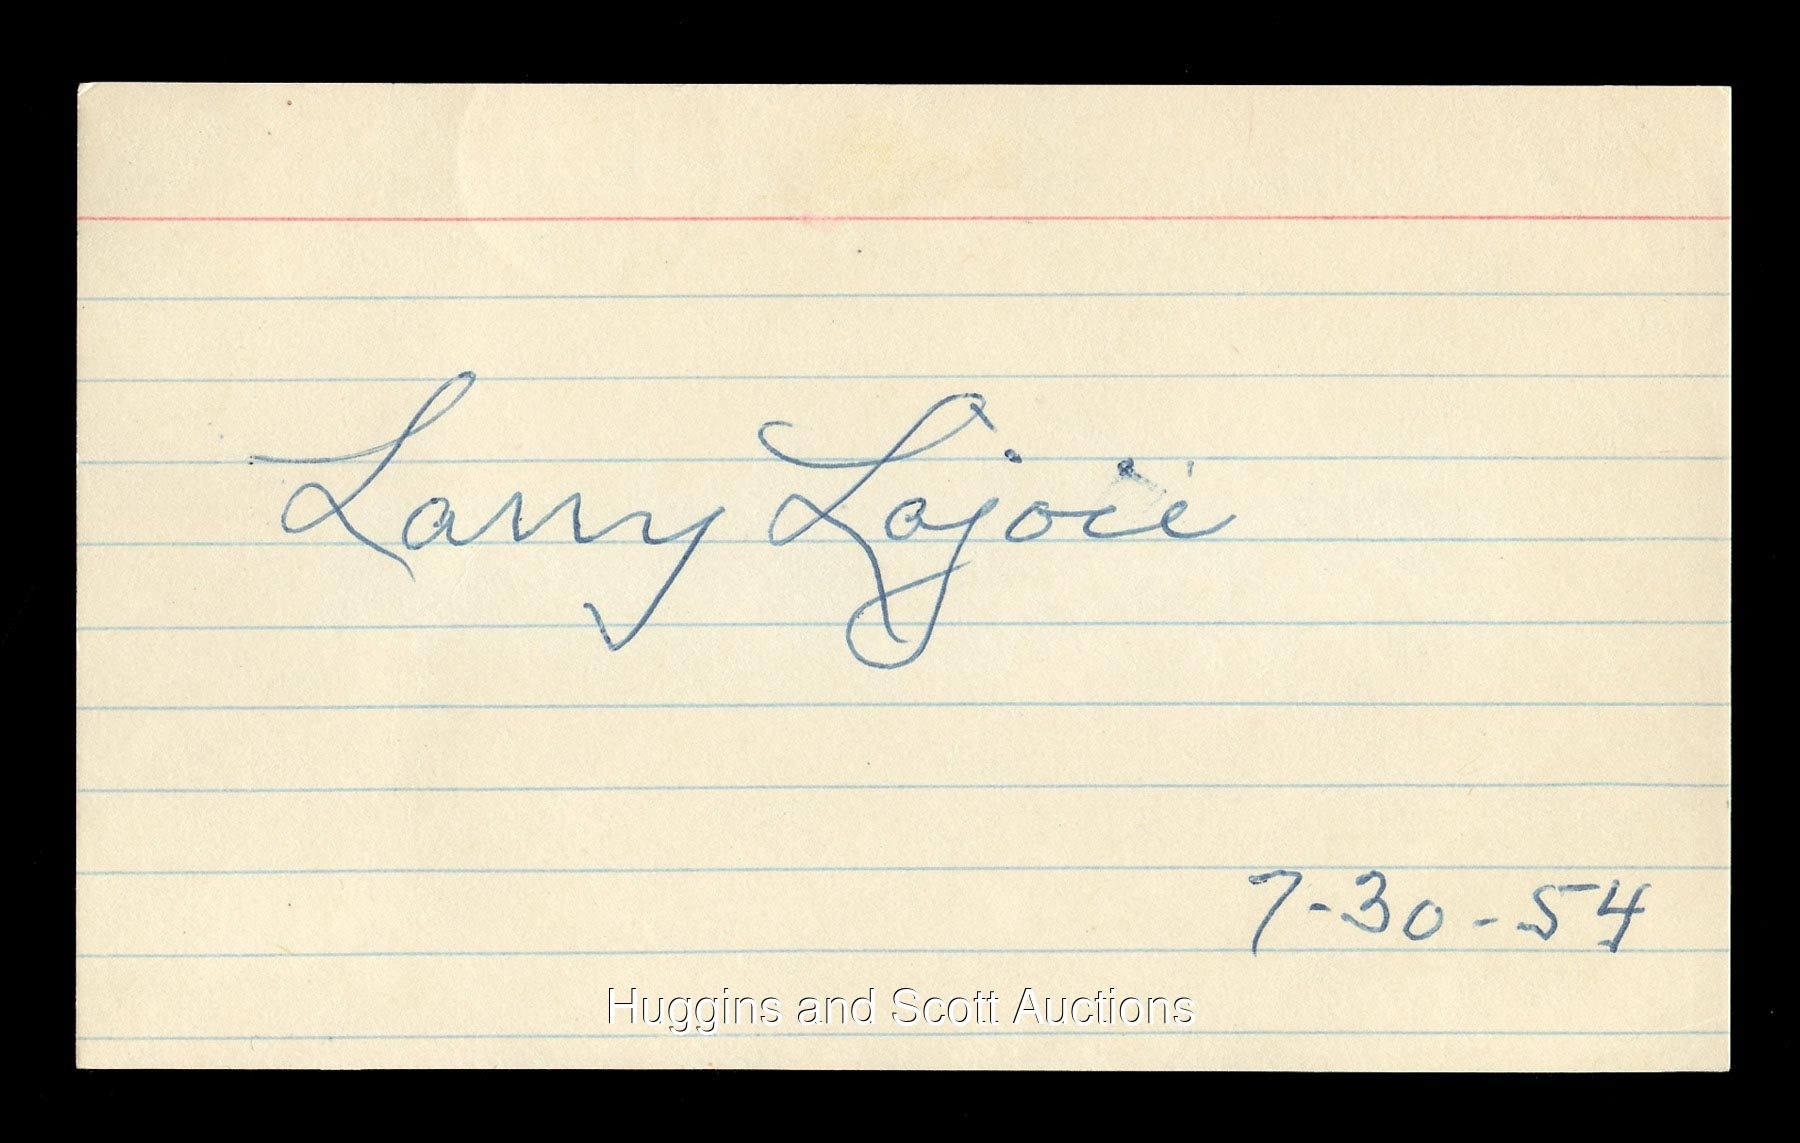 Larry Lajoie
7-30-54
Huggins and Scott Auctions